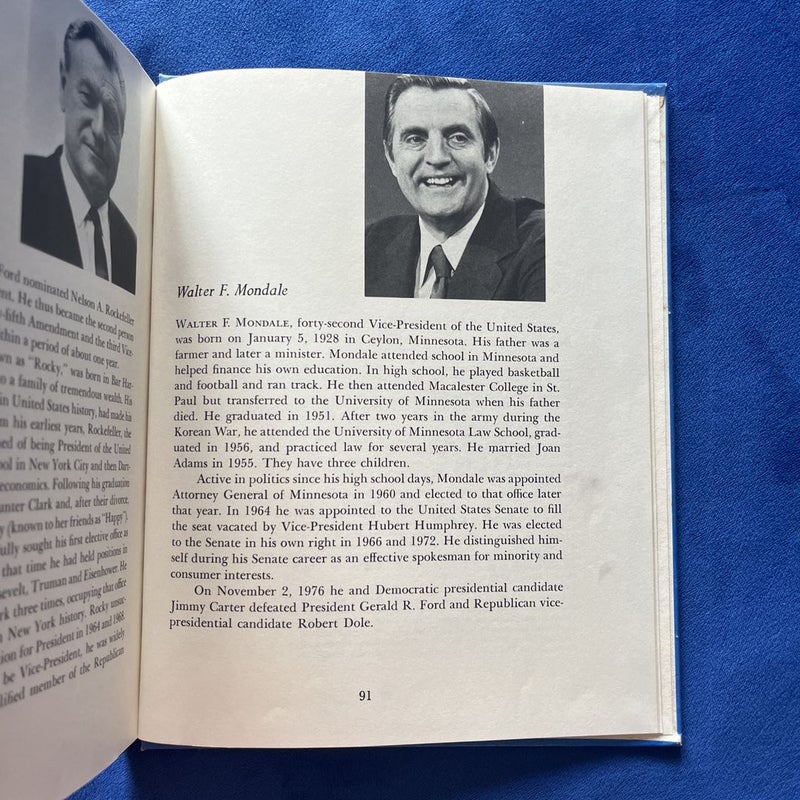 Ford nominated Nelson A. Rockefeller
ent. He thus became the second person
-fifth Amendment and the third Vice-
thin a period of about one year.
wn as “Rocky,” was born in Bar Har-
o a family of tremendous wealth. His
in United States history, had made his
m his earliest years, Rockefeller, the
ed of being President of the United
ool in New York City and then Dart-
economics. Following his graduation
unter Clark and, after their divorce,
y (known to her friends as “Happy”).
ully sought his first elective office as
that time he had held positions in
sevelt, Truman and Eisenhower. He
rk three times, occupying that office
n New York history. Rocky unsuc-
ion for President in 1964 and 1968.
be Vice-President, he was widely
lified member of the Republican
Walter F. Mondale
WALTER F. MONDALE, forty-second Vice-President of the United States,
was born on January 5, 1928 in Ceylon, Minnesota. His father was a
farmer and later a minister. Mondale attended school in Minnesota and
helped finance his own education. In high school, he played basketball
and football and ran track. He then attended Macalester College in St.
Paul but transferred to the University of Minnesota when his father
died. He graduated in 1951. After two years in the army during the
Korean War, he attended the University of Minnesota Law School, grad-
uated in 1956, and practiced law for several years. He married Joan
Adams in 1955. They have three children.
Active in politics since his high school days, Mondale was appointed
Attorney General of Minnesota in 1960 and elected to that office later
that year. In 1964 he was appointed to the United States Senate to fill
the seat vacated by Vice-President Hubert Humphrey. He was elected
to the Senate in his own right in 1966 and 1972. He distinguished him-
self during his Senate career as an effective spokesman for minority and
consumer interests.
On November 2, 1976 he and Democratic presidential candidate
Jimmy Carter defeated President Gerald R. Ford and Republican vice-
presidential candidate Robert Dole.
91